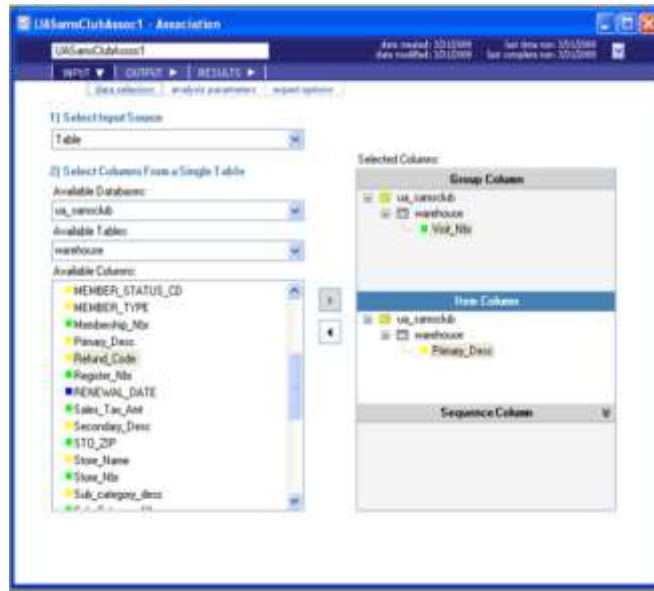 UASamsClubAssoc1 - Association
UASamsClubAssoc1
INPUT OUTPUT RESULTS
data selection analysis parameters expert options
1) Select Input Source
Table
2) Select Columns From a Single Table
Available Databases:
ua_samsclub
Available Tables:
warehouse
Available Columns:
MEMBER_STATUS_CD
MEMBER_TYPE
Membership_Nbr
Primary_Desc
Refund_Code
Register_Nbr
RENEWAL_DATE
Sales_Tax_Amt
Secondary_Desc
STO_ZIP
Store_Name
Store_Nbr
Sub_category_desc
Selected Columns:
Group Column
ua_samsclub
warehouse
Visit_Nbr
Item Column
ua_samsclub
warehouse
Primary_Desc
Sequence Column